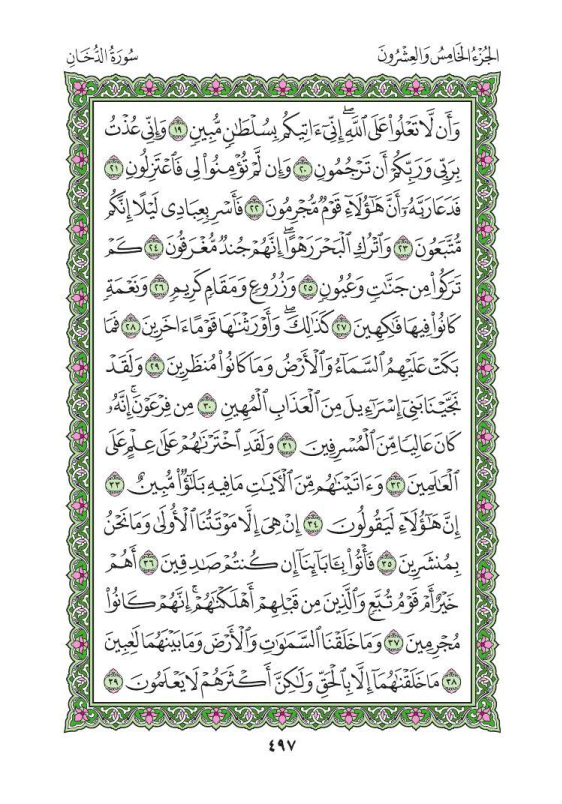 الجُزْءُ الخَامِسُ وَالعِشْرُونَ
سُورَةُ الدُّخَانِ
وَأَن لَّا تَعْلُوا۟ عَلَى ٱللَّهِ ۖ إِنِّىٓ ءَاتِيكُم بِسُلْطَـٰنٍ مُّبِينٍ ١٩ وَإِنِّى عُذْتُ
بِرَبِّى وَرَبِّكُمْ أَن تَرْجُمُونِ ٢٠ وَإِن لَّمْ تُؤْمِنُوا۟ لِى فَٱعْتَزِلُونِ ٢١
فَدَعَا رَبَّهُۥٓ أَنَّ هَـٰٓؤُلَآءِ قَوْمٌ مُّجْرِمُونَ ٢٢ فَأَسْرِ بِعِبَادِى لَيْلًا إِنَّكُم
مُّتَّبَعُونَ ٢٣ وَٱتْرُكِ ٱلْبَحْرَ رَهْوًا ۖ إِنَّهُمْ جُندٌ مُّغْرَقُونَ ٢٤ كَمْ
تَرَكُوا۟ مِن جَنَّـٰتٍ وَعُيُونٍ ٢٥ وَزُرُوعٍ وَمَقَامٍ كَرِيمٍ ٢٦ وَنَعْمَةٍ
كَانُوا۟ فِيهَا فَـٰكِهِينَ ٢٧ كَذَٰلِكَ ۖ وَأَوْرَثْنَـٰهَا قَوْمًا ءَاخَرِينَ ٢٨ فَمَا
بَكَتْ عَلَيْهِمُ ٱلسَّمَآءُ وَٱلْأَرْضُ وَمَا كَانُوا۟ مُنظَرِينَ ٢٩ وَلَقَدْ
نَجَّيْنَا بَنِىٓ إِسْرَٰٓءِيلَ مِنَ ٱلْعَذَابِ ٱلْمُهِينِ ٣٠ مِن فِرْعَوْنَ ۚ إِنَّهُۥ
كَانَ عَالِيًا مِّنَ ٱلْمُسْرِفِينَ ٣١ وَلَقَدِ ٱخْتَرْنَـٰهُمْ عَلَىٰ عِلْمٍ عَلَى
ٱلْعَـٰلَمِينَ ٣٢ وَءَاتَيْنَـٰهُم مِّنَ ٱلْـَٔايَـٰتِ مَا فِيهِ بَلَـٰٓؤٌا۟ مُّبِينٌ ٣٣
إِنَّ هَـٰٓؤُلَآءِ لَيَقُولُونَ ٣٤ إِنْ هِىَ إِلَّا مَوْتَتُنَا ٱلْأُولَىٰ وَمَا نَحْنُ
بِمُنشَرِينَ ٣٥ فَأْتُوا۟ بِـَٔابَآئِنَآ إِن كُنتُمْ صَـٰدِقِينَ ٣٦ أَهُمْ
خَيْرٌ أَمْ قَوْمُ تُبَّعٍ وَٱلَّذِينَ مِن قَبْلِهِمْ ۚ أَهْلَكْنَـٰهُمْ ۖ إِنَّهُمْ كَانُوا۟
مُجْرِمِينَ ٣٧ وَمَا خَلَقْنَا ٱلسَّمَـٰوَٰتِ وَٱلْأَرْضَ وَمَا بَيْنَهُمَا لَـٰعِبِينَ
٣٨ مَا خَلَقْنَـٰهُمَآ إِلَّا بِٱلْحَقِّ وَلَـٰكِنَّ أَكْثَرَهُمْ لَا يَعْلَمُونَ ٣٩
٤٩٧